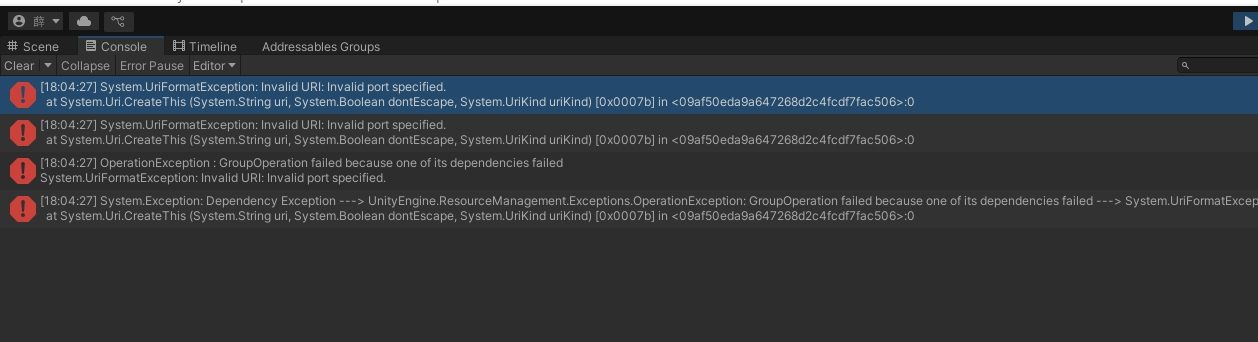 薛
Scene
Console
Timeline
Addressables Groups
Clear
Collapse
Error Pause
Editor
[18:04:27] System.UriFormatException: Invalid URI: Invalid port specified.
at System.Uri.CreateThis (System.String uri, System.Boolean dontEscape, System.UriKind uriKind) [0x0007b] in <09af50eda9a647268d2c4fcdf7fac506>:0
[18:04:27] System.UriFormatException: Invalid URI: Invalid port specified.
at System.Uri.CreateThis (System.String uri, System.Boolean dontEscape, System.UriKind uriKind) [0x0007b] in <09af50eda9a647268d2c4fcdf7fac506>:0
[18:04:27] OperationException : GroupOperation failed because one of its dependencies failed
System.UriFormatException: Invalid URI: Invalid port specified.
[18:04:27] System.Exception: Dependency Exception ---> UnityEngine.ResourceManagement.Exceptions.OperationException: GroupOperation failed because one of its dependencies failed ---> System.UriFormatExcep
at System.Uri.CreateThis (System.String uri, System.Boolean dontEscape, System.UriKind uriKind) [0x0007b] in <09af50eda9a647268d2c4fcdf7fac506>:0